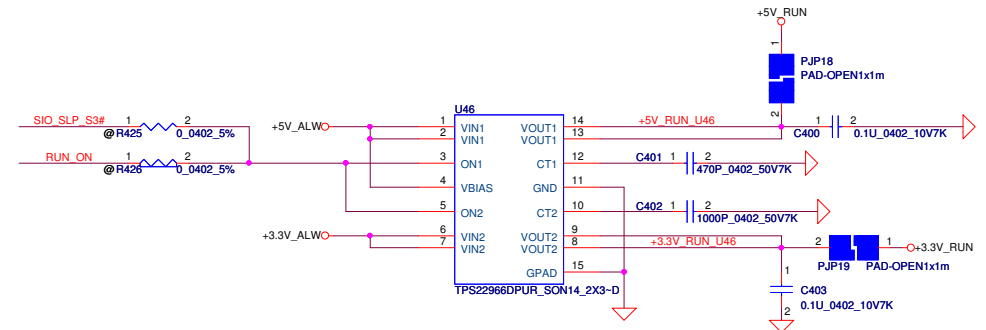 +5V_RUN
1
PJP18
PAD-OPEN1x1m
2
SIO_SLP_S3# 1 2
@R425 0_0402_5%
RUN_ON 1 2
@R426 0_0402_5%
U46
+5V_ALW 1 VIN1 VOUT1 14 +5V_RUN_U46
2 VIN1 VOUT1 13
C400 1 2
0.1U_0402_10V7K
3 ON1 CT1 12 C401 1 2
470P_0402_50V7K
4 VBIAS GND 11
5 ON2 CT2 10 C402 1 2
1000P_0402_50V7K
+3.3V_ALW 6 VIN2 VOUT2 9
7 VIN2 VOUT2 8 +3.3V_RUN_U46
2 1 +3.3V_RUN
PJP19 PAD-OPEN1x1m
GPAD 15
TPS22966DPUR_SON14_2X3~D
1
C403
0.1U_0402_10V7K
2